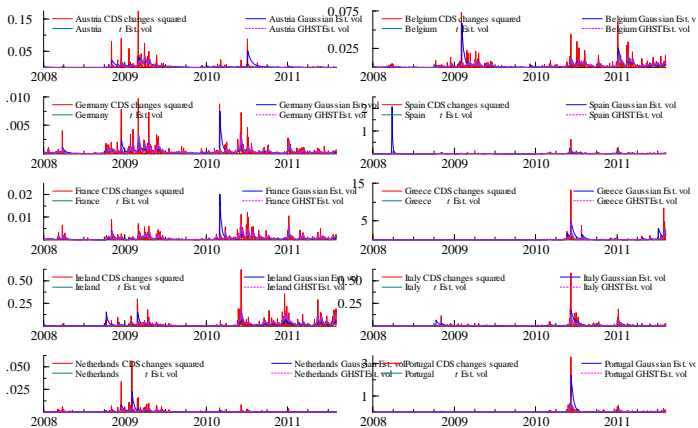 Austria CDS changes squared Austria Gaussian Est. vol
Austria t Est. vol Austria GHST Est. vol
0.15
0.05
2008 2009 2010 2011
Belgium CDS changes squared Belgium Gaussian Est. v
Belgium t Est. vol Belgium GHST Est. vol
0.075
0.025
2008 2009 2010 2011
Germany CDS changes squared Germany Gaussian Est. vol
Germany t Est. vol Germany GHST Est. vol
.010
.005
2008 2009 2010 2011
Spain CDS changes squared Spain Gaussian Est. vol
Spain t Est. vol Spain GHST Est. vol
1
2008 2009 2010 2011
France CDS changes squared France Gaussian Est. vol
France t Est. vol France GHST Est. vol
0.02
0.01
2008 2009 2010 2011
Greece CDS changes squared Greece Gaussian Est. vol
Greece t Est. vol Greece GHST Est. vol
15
5
2008 2009 2010 2011
Ireland CDS changes squared Ireland Gaussian Est. vol
Ireland t Est. vol Ireland GHST Est. vol
0.50
0.25
2008 2009 2010 2011
Italy CDS changes squared Italy Gaussian Est. vol
Italy t Est. vol Italy GHST Est. vol
0.50
0.25
2008 2009 2010 2011
Netherlands CDS changes squared Netherlands Gaussian Est. vol
Netherlands t Est. vol Netherlands GHST Est. vol
.050
.025
2008 2009 2010 2011
Portugal CDS changes squared Portugal Gaussian Est. v
Portugal t Est. vol Portugal GHST Est. vol
3
1
2008 2009 2010 2011